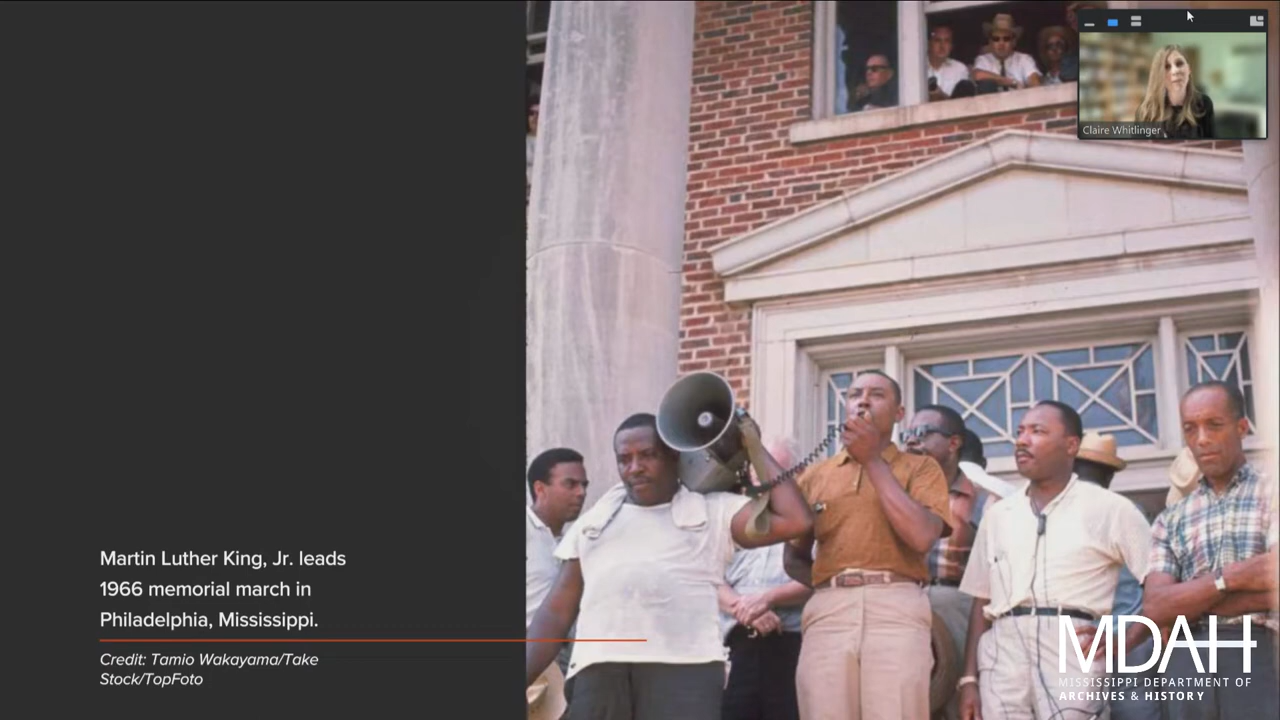 Claire Whitlinger
Martin Luther King, Jr. leads
1966 memorial march in
Philadelphia, Mississippi.
Credit: Tamio Wakayama/Take
Stock/TopFoto
MDAH
MISSISSIPPI DEPARTMENT OF
ARCHIVES & HISTORY